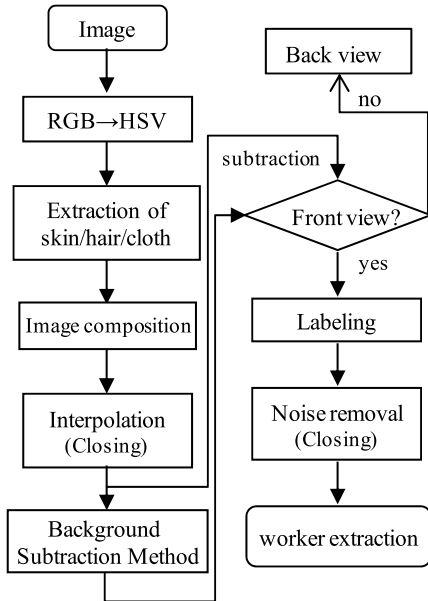 Image
RGB→HSV
Extraction of
skin/hair/cloth
Image composition
Interpolation
(Closing)
Background
Subtraction Method
Back view
no
subtraction
Front view?
yes
Labeling
Noise removal
(Closing)
worker extraction